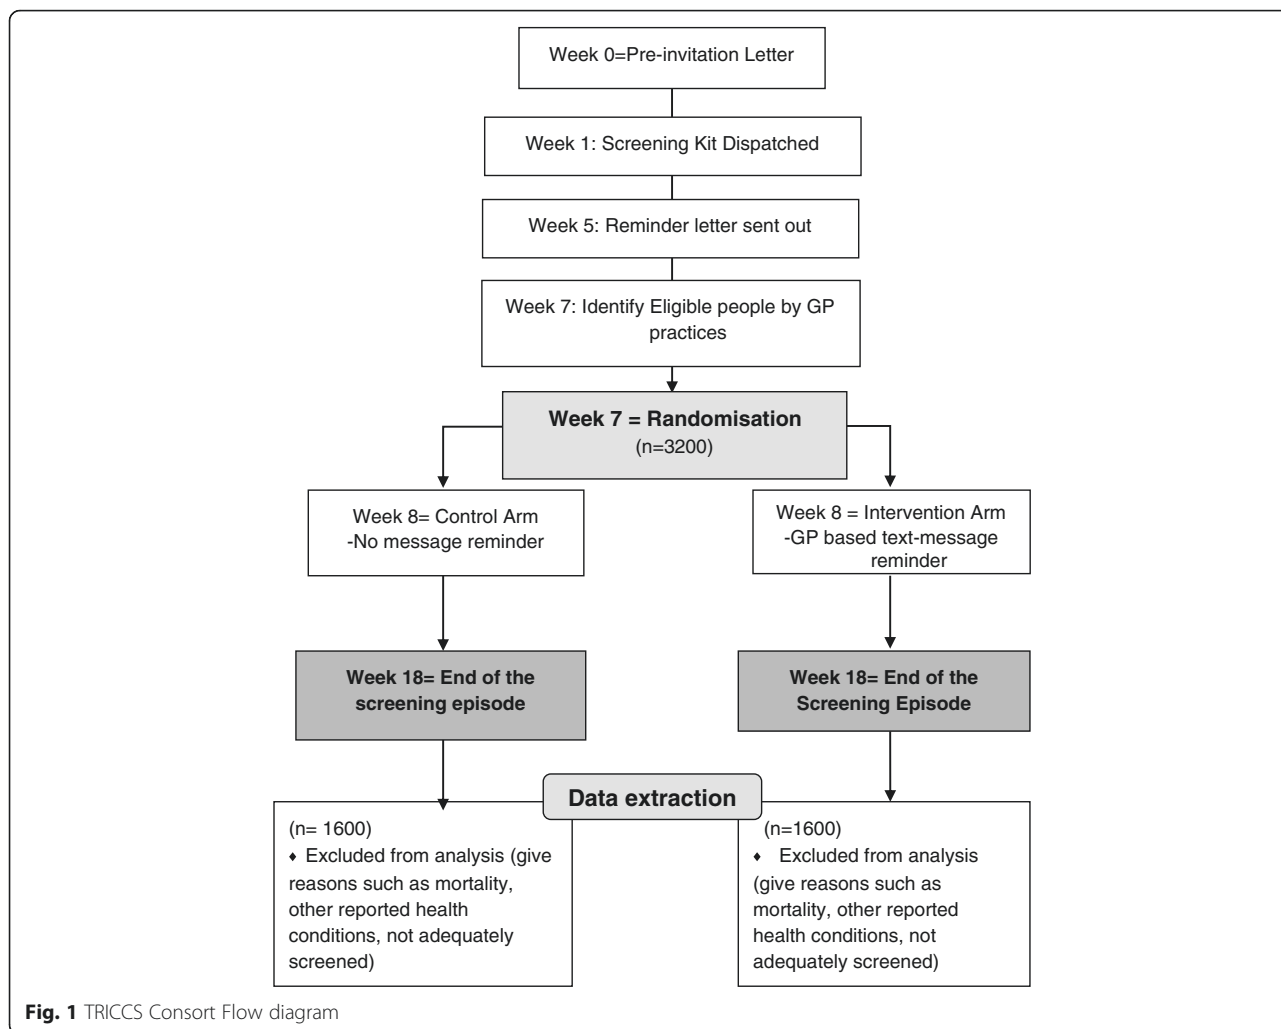 Week 0=Pre-invitation Letter
Week 1: Screening Kit Dispatched
Week 5: Reminder letter sent out
Week 7: Identify Eligible people by GP
practices
Week 7 = Randomisation
(n=3200)
Week 8= Control Arm
-No message reminder
Week 8 = Intervention Arm
-GP based text-message
reminder
Week 18= End of the
screening episode
Week 18= End of the
Screening Episode
Data extraction
(n= 1600)
♦ Excluded from analysis (give
reasons such as mortality,
other reported health
conditions, not adequately
screened)
(n=1600)
♦ Excluded from analysis
(give reasons such as
mortality, other reported
health conditions, not
adequately screened)
Fig. 1 TRICCS Consort Flow diagram